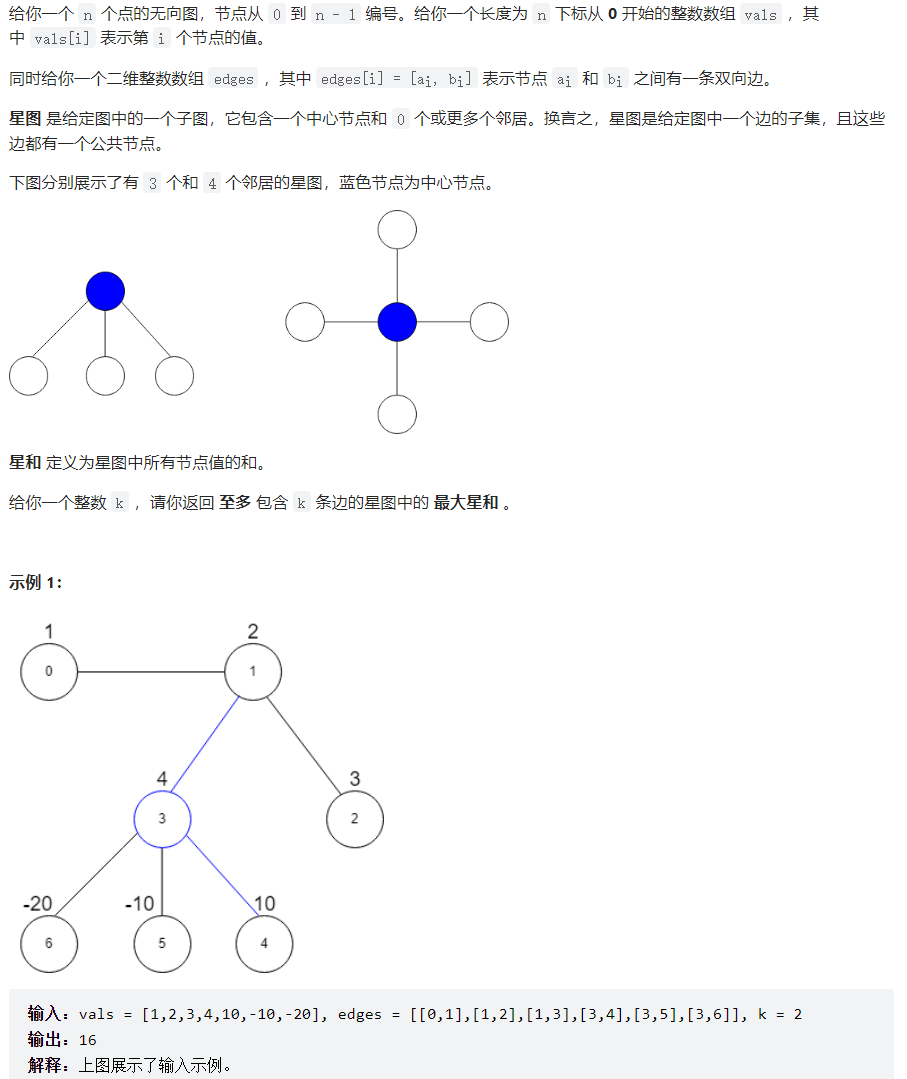 给你一个 n 个点的无向图，节点从 0 到 n - 1 编号。给你一个长度为 n 下标从 0 开始的整数数组 vals ，其
中 vals[i] 表示第 i 个节点的值。
同时给你一个二维整数数组 edges ，其中 edges[i] = [ai, bi] 表示节点 ai 和 bi 之间有一条双向边。
星图 是给定图中的一个子图，它包含一个中心节点和 0 个或更多个邻居。换言之，星图是给定图中一个边的子集，且这些
边都有一个公共节点。
下图分别展示了有 3 个和 4 个邻居的星图，蓝色节点为中心节点。
星和 定义为星图中所有节点值的和。
给你一个整数 k ，请你返回 至多 包含 k 条边的星图中的 最大星和 。
示例 1：
1 2
0 1
4 3
3 2
-20 -10 10
6 5 4
输入：vals = [1,2,3,4,10,-10,-20], edges = [[0,1],[1,2],[1,3],[3,4],[3,5],[3,6]], k = 2
输出：16
解释：上图展示了输入示例。